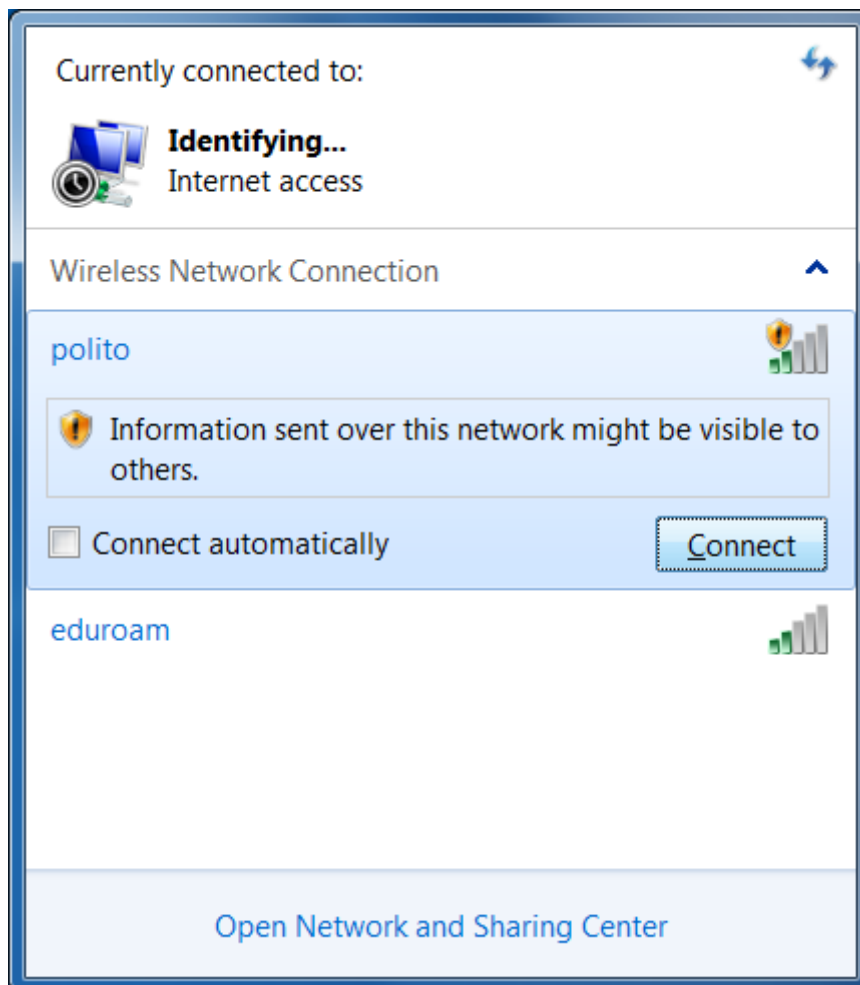 Currently connected to:
Identifying...
Internet access
Wireless Network Connection
polito
Information sent over this network might be visible to
others.
Connect automatically
Connect
eduroam
Open Network and Sharing Center